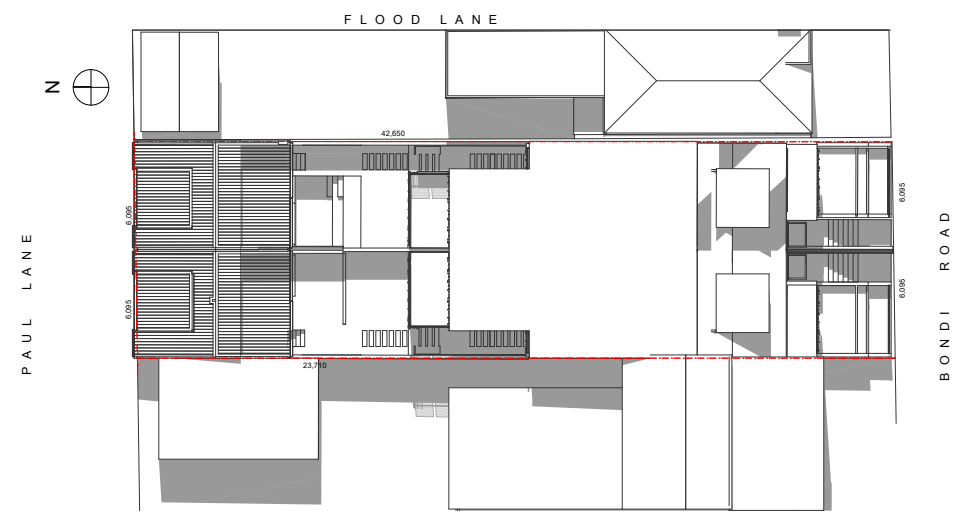 FLOOD LANE
N
42,650
6,095
6,095
PAUL LANE
6,095
6,095
BONDI ROAD
23,710